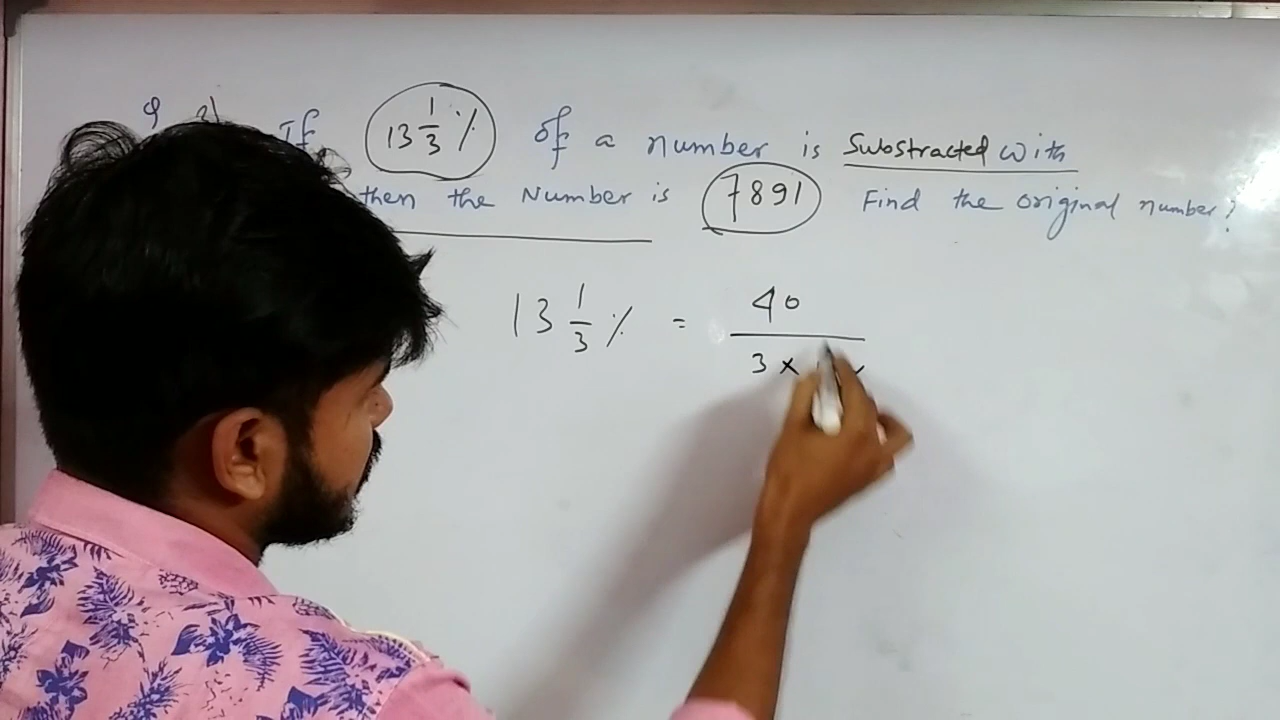 If 13 1/3 % of a number is Substracted with
then the Number is 7891 Find the original number?
13 1/3 % = 40
3 x